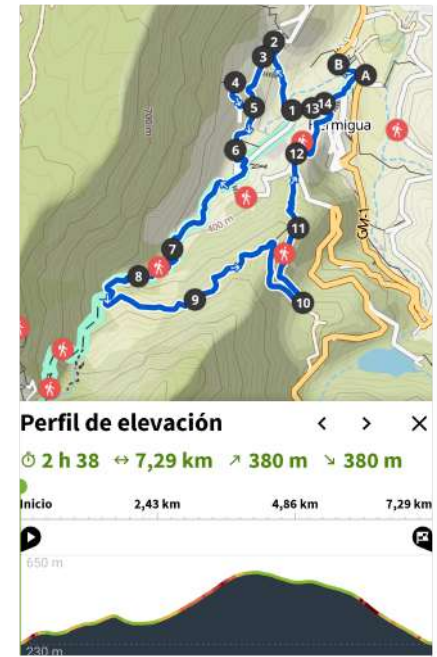 2
3
B
A
4
5
1
13
14
700 m
Hermigua
12
6
400 m
GM-1
11
7
8
9
10
Perfil de elevación
2 h 38 7,29 km 380 m 380 m
Inicio 2,43 km 4,86 km 7,29 km
650 m
230 m